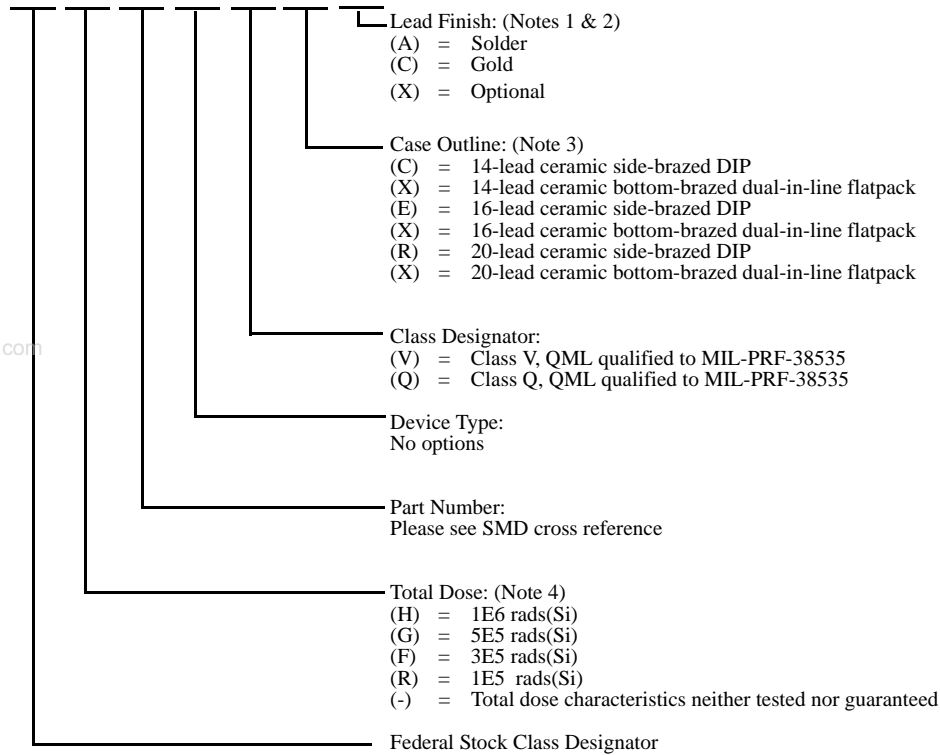 Lead Finish: (Notes 1 & 2)
(A) = Solder
(C) = Gold
(X) = Optional
Case Outline: (Note 3)
(C) = 14-lead ceramic side-brazed DIP
(X) = 14-lead ceramic bottom-brazed dual-in-line flatpack
(E) = 16-lead ceramic side-brazed DIP
(X) = 16-lead ceramic bottom-brazed dual-in-line flatpack
(R) = 20-lead ceramic side-brazed DIP
(X) = 20-lead ceramic bottom-brazed dual-in-line flatpack
Class Designator:
com
(V) = Class V, QML qualified to MIL-PRF-38535
(Q) = Class Q, QML qualified to MIL-PRF-38535
Device Type:
No options
Part Number:
Please see SMD cross reference
Total Dose: (Note 4)
(H) = 1E6 rads(Si)
(G) = 5E5 rads(Si)
(F) = 3E5 rads(Si)
(R) = 1E5 rads(Si)
(-) = Total dose characteristics neither tested nor guaranteed
Federal Stock Class Designator